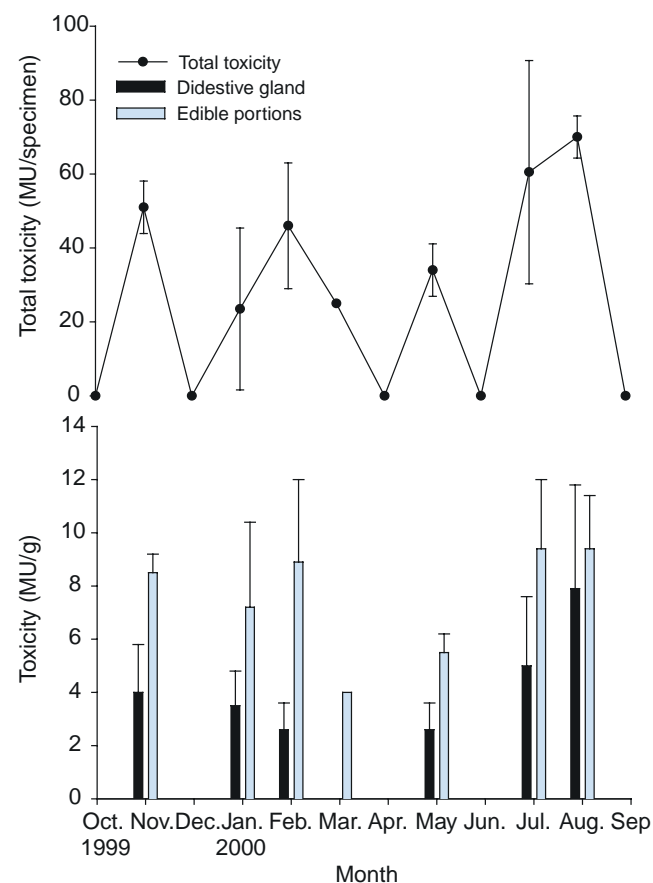 100
80
60
40
20
0
Total toxicity (MU/specimen)
Total toxicity
Didestive gland
Edible portions
14
12
10
8
6
4
2
0
Toxicity (MU/g)
Oct. Nov. Dec. Jan. Feb. Mar. Apr. May Jun. Jul. Aug. Sep
1999 2000
Month